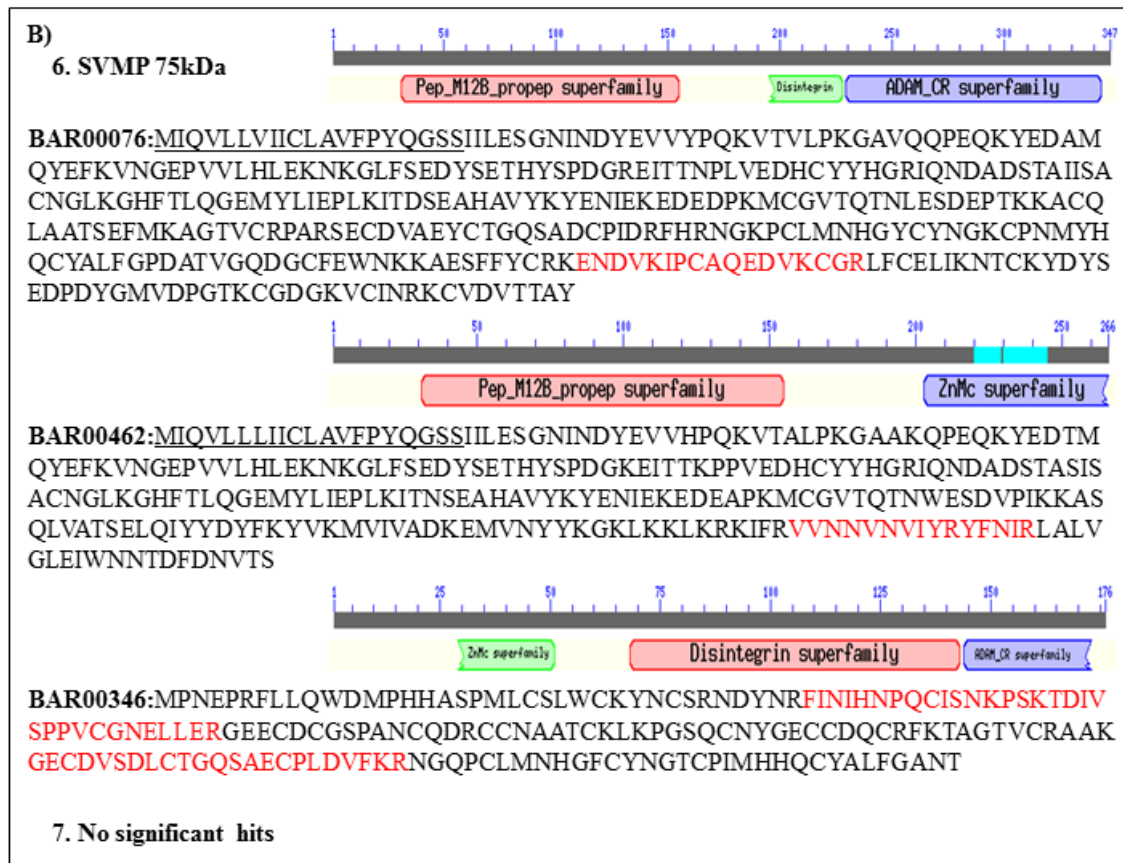 B)
6. SVMP 75kDa
1 50 100 150 200 250 300 347
Pep_M12B_propep superfamily Disintegrin ADAM_CR superfamily
BAR00076:MIQVLLVIICLAVFPYQGSSIILESGNINDYEVVYPQKVTVLPKGAVQQPEQKYEDAM
QYEFKVNGEPVVLHLEKNKGLFSEDYSETHYSPDGREITTNPLVEDHCYYHGRIQNDADSTAIISA
CNGLKGHFTLQGEMYLIEPLKITDSEAHAVYKYENIEKEDEDPKMCGVTQTNLESDEPTKKACQ
LAATSEFMKAGTVCRPARSECDVAEYCTGQSADCPIDRFHRNGKPCLMNHGYCYNGKCPNMYH
QCYALFGPDATVGQDGCFEWNKKAESFFYCRKENDVKIPCAQEDVKCGRLFCELIKNTCKYDYS
EDPDYGMVDPGTKCGDGKVCINRKCVDVTTAY
1 50 100 150 200 250 266
Pep_M12B_propep superfamily ZnMc superfamily
BAR00462:MIQVLLLIICLAVFPYQGSSIILESGNINDYEVVHPQKVTALPKGAAKQPEQKYEDTM
QYEFKVNGEPVVLHLEKNKGLFSEDYSETHYSPDGKEITTKPPVEDHCYYHGRIQNDADSTASIS
ACNGLKGHFTLQGEMYLIEPLKITNSEAHAVYKYENIEKEDEAPKMCGVTQTNWESDVPIKKAS
QLVATSELQIYYDYFKYVKMVIVADKEMVNYYKGKLKKLKRKIFRVVNNVNVIYRYFNIRLALV
GLEIWNNTDFDNVTS
1 25 50 75 100 125 150 176
ZnMc superfamily Disintegrin superfamily ADAM_CR superfamily
BAR00346:MPNEPRFLLQWDMPHHASPMLCSLWCKYNCSRNDYNRFINIHNPQCISNKPSKTDIV
SPPVCGNELLERGEECDCGSPANCQDRCCNAATCKLKPGSQCNYGECCDQCRFKTAGTVCRAAK
GECDVSDLCTGQSAECPLDVFKRNGQPCLMNHGFCYNGTCPIMHHQCYALFGANT
7. No significant hits